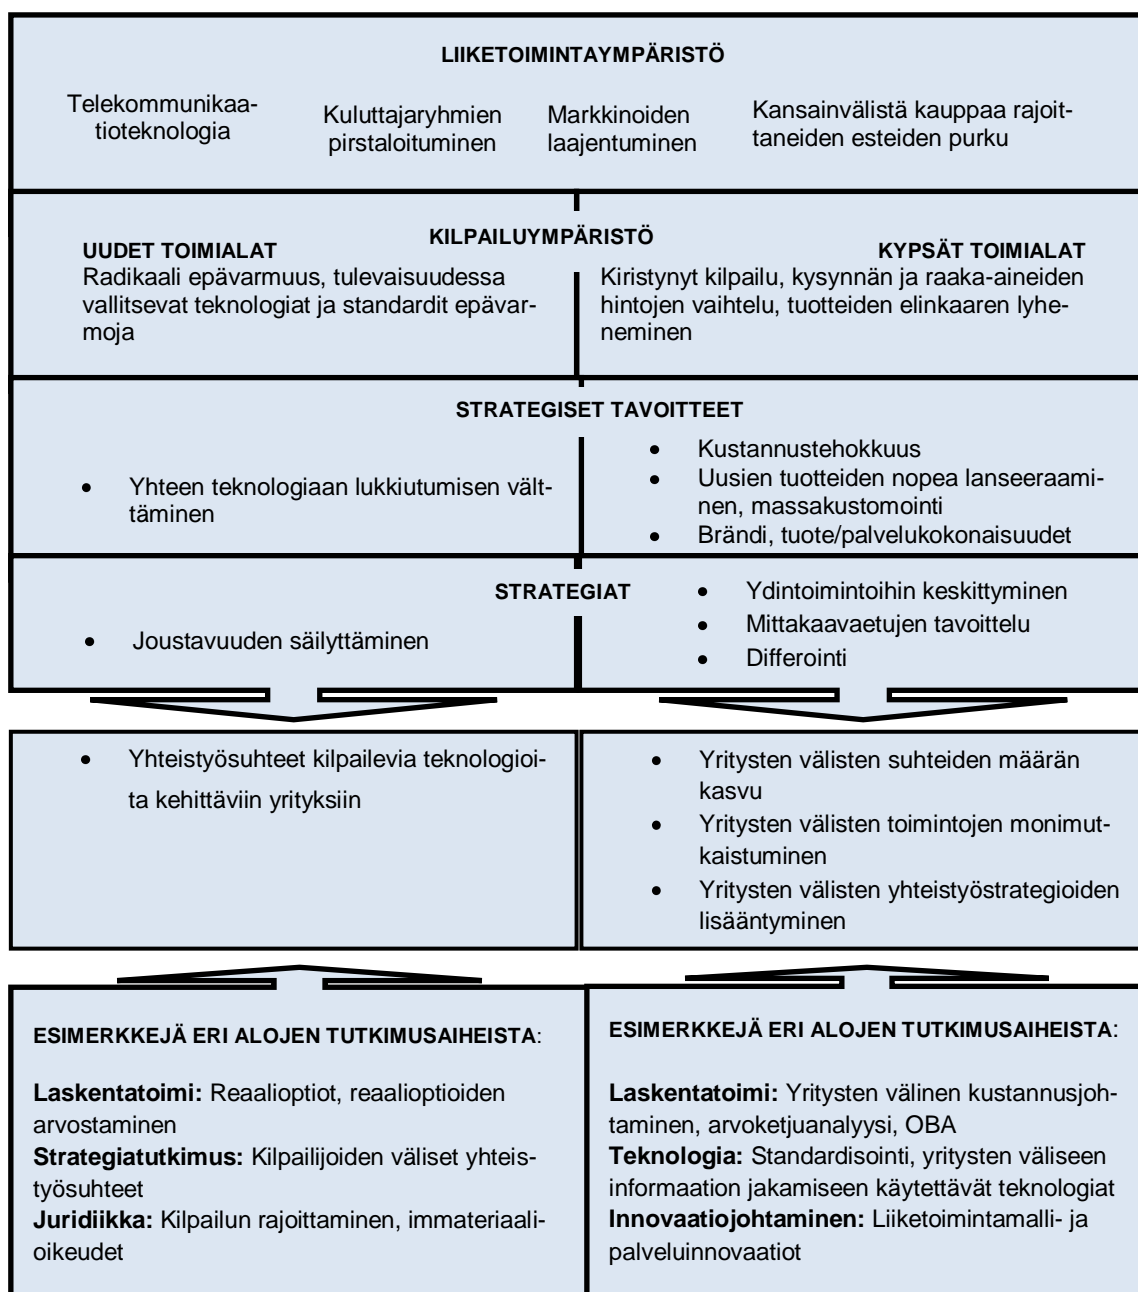 LIIKETOIMINTAYMPÄRISTÖ
Telekommunikaa-
tioteknologia
Kuluttajaryhmien
pirstaloituminen
Markkinoiden
laajentuminen
Kansainvälistä kauppaa rajoit-
taneiden esteiden purku
KILPAILUYMPÄRISTÖ
UUDET TOIMIALAT
Radikaali epävarmuus, tulevaisuudessa
vallitsevat teknologiat ja standardit epävar-
moja
KYPSÄT TOIMIALAT
Kiristynyt kilpailu, kysynnän ja raaka-aineiden
hintojen vaihtelu, tuotteiden elinkaaren lyhe-
neminen
STRATEGISET TAVOITTEET
• Yhteen teknologiaan lukkiutumisen vält-
täminen
• Kustannustehokkuus
• Uusien tuotteiden nopea lanseeraami-
nen, massakustomointi
• Brändi, tuote/palvelukokonaisuudet
STRATEGIAT
• Joustavuuden säilyttäminen
• Ydintoimintoihin keskittyminen
• Mittakaavaetujen tavoittelu
• Differointi
• Yhteistyösuhteet kilpailevia teknologioi-
ta kehittäviin yrityksiin
• Yritysten välisten suhteiden määrän
kasvu
• Yritysten välisten toimintojen monimut-
kaistuminen
• Yritysten välisten yhteistyöstrategioiden
lisääntyminen
ESIMERKKEJÄ ERI ALOJEN TUTKIMUSAIHEISTA:
Laskentatoimi: Reaalioptiot, reaalioptioiden
arvostaminen
Strategiatutkimus: Kilpailijoiden väliset yhteis-
työsuhteet
Juridiikka: Kilpailun rajoittaminen, immateriaali-
oikeudet
ESIMERKKEJÄ ERI ALOJEN TUTKIMUSAIHEISTA:
Laskentatoimi: Yritysten välinen kustannusjoh-
taminen, arvoketjuanalyysi, OBA
Teknologia: Standardisointi, yritysten väliseen
informaation jakamiseen käytettävät teknologiat
Innovaatiojohtaminen: Liiketoimintamalli- ja
palveluinnovaatiot